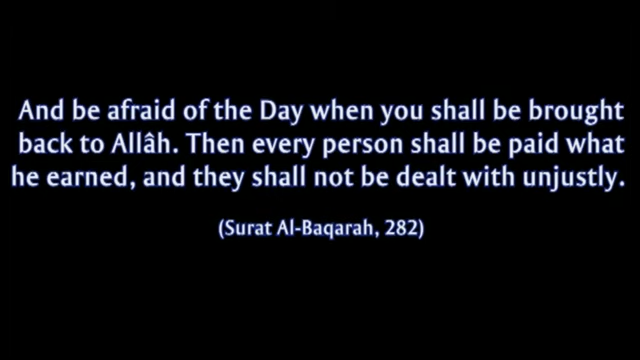 And be afraid of the Day when you shall be brought
back to Allâh. Then every person shall be paid what
he earned, and they shall not be dealt with unjustly.
(Surat Al-Baqarah, 282)